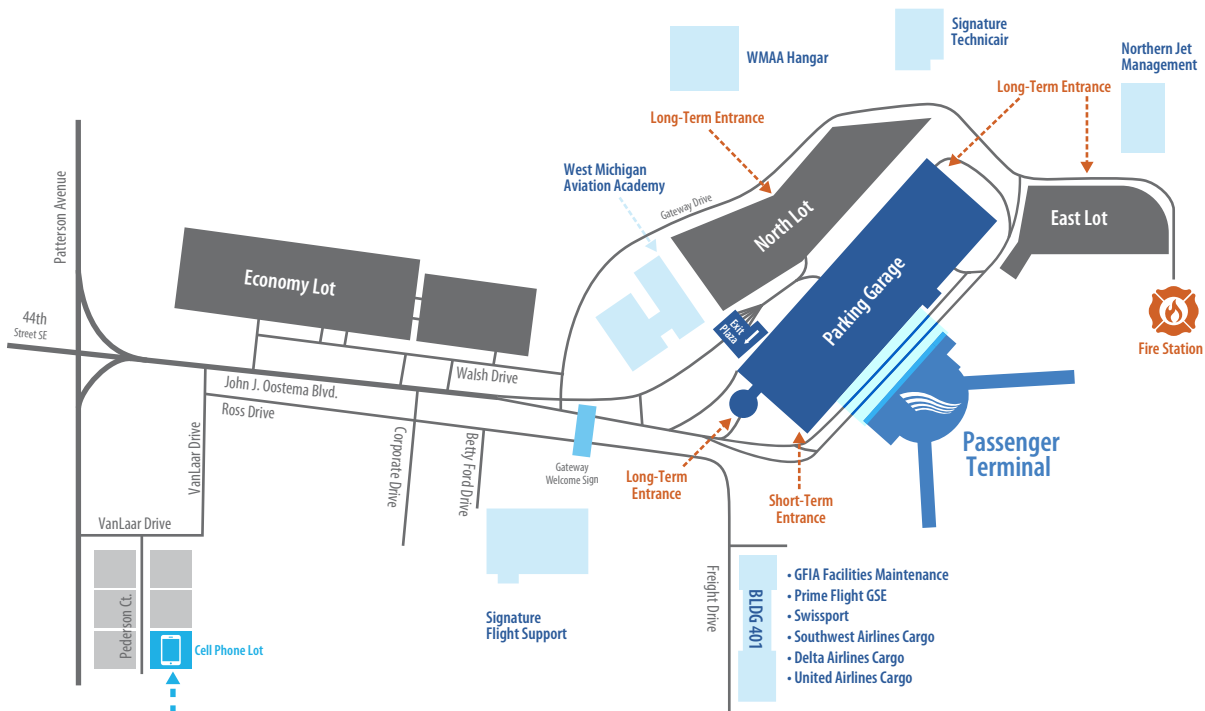 Signature
Technicair
WMAA Hangar
Northern Jet
Management
Long-Term Entrance
Long-Term Entrance
West Michigan
Aviation Academy
Gateway Drive
North Lot
East Lot
Patterson Avenue
Economy Lot
Parking Garage
Exit
Plaza
44th
Street SE
Fire Station
Walsh Drive
John J. Oostema Blvd.
Ross Drive
VanLaar Drive
Corporate Drive
Betty Ford Drive
Gateway
Welcome Sign
Long-Term
Entrance
Short-Term
Entrance
Passenger
Terminal
VanLaar Drive
Pederson Ct.
Cell Phone Lot
Signature
Flight Support
Freight Drive
BLDG 401
• GFIA Facilities Maintenance
• Prime Flight GSE
• Swissport
• Southwest Airlines Cargo
• Delta Airlines Cargo
• United Airlines Cargo